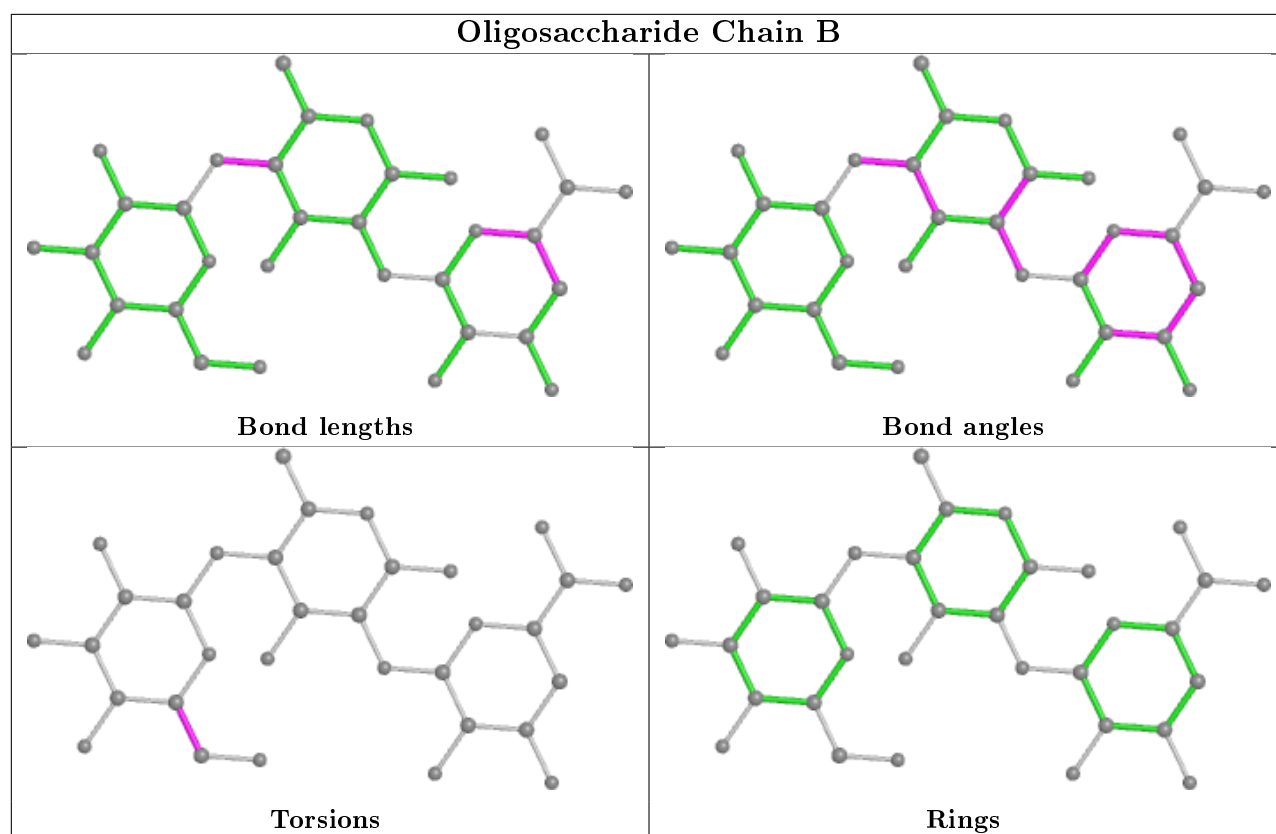 Oligosaccharide Chain B
Bond lengths
Bond angles
Torsions
Rings